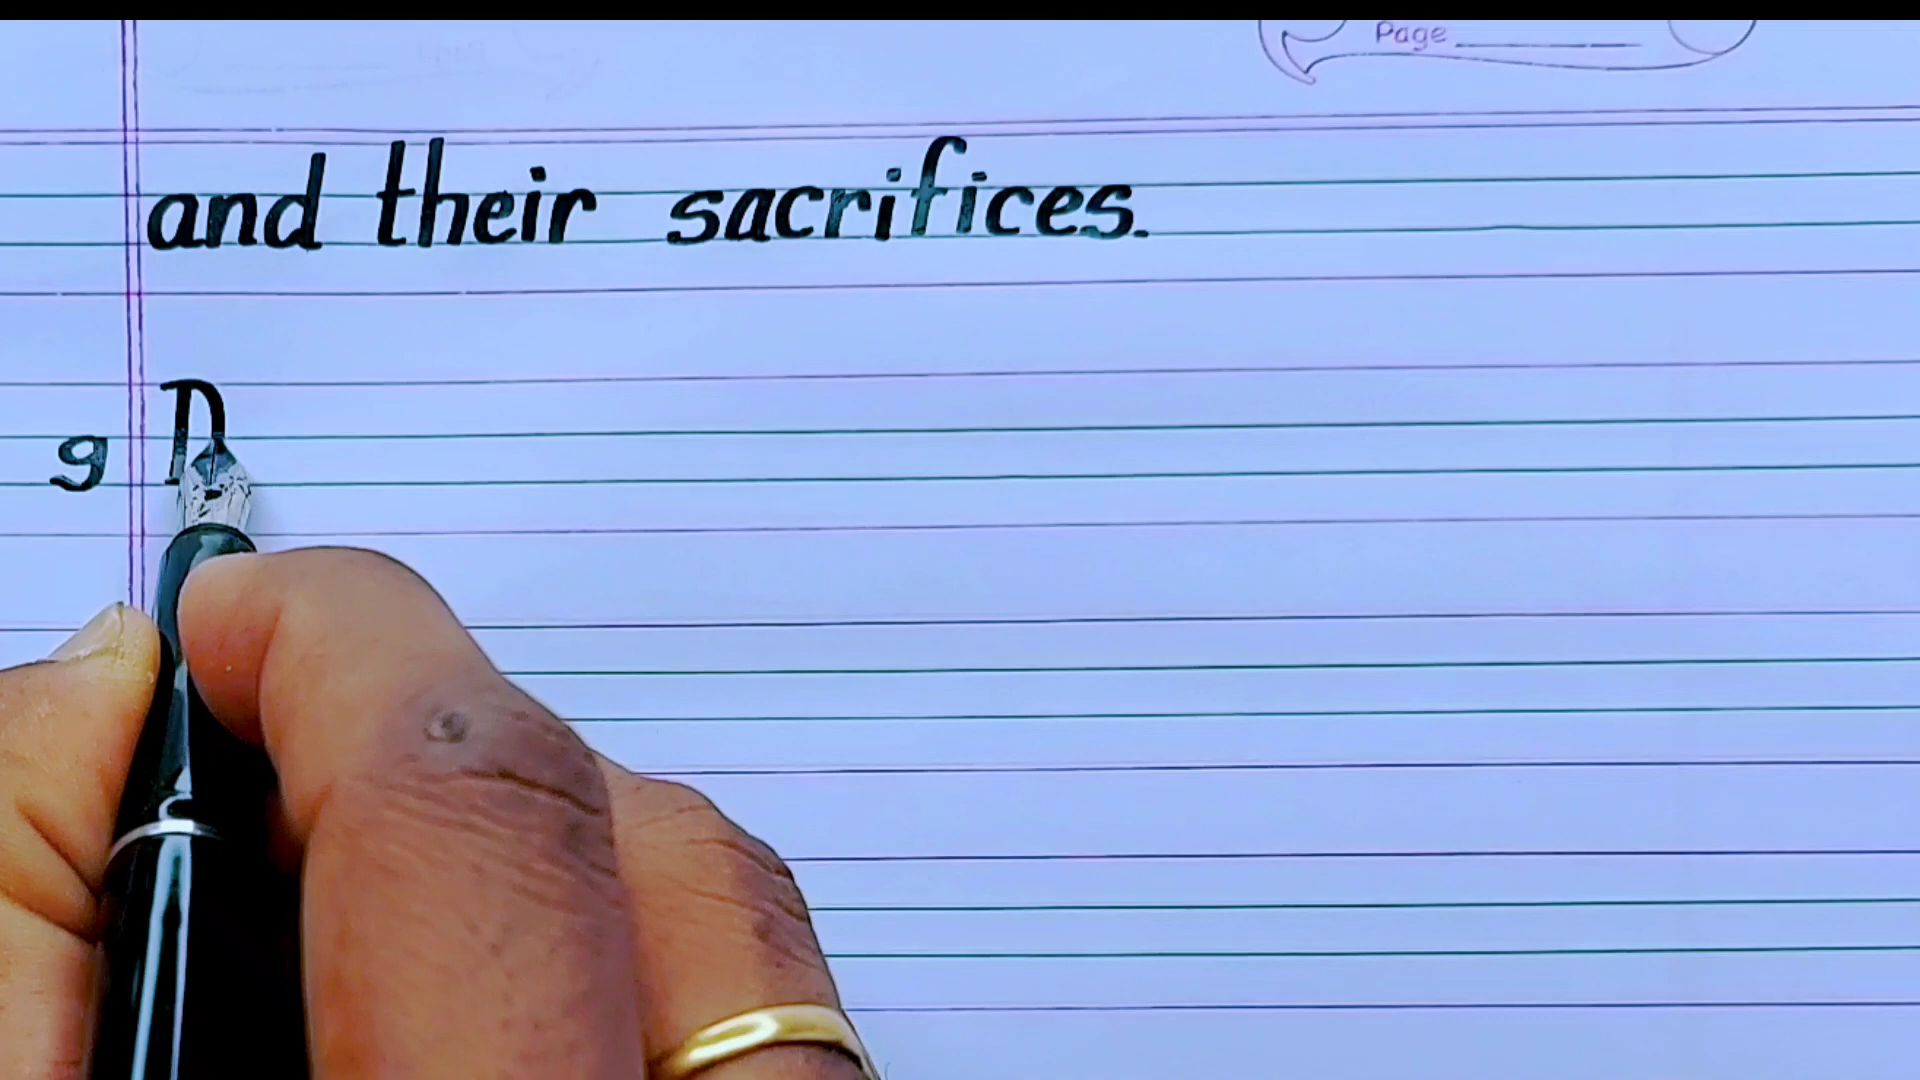 Page
and their sacrifices.
9 D